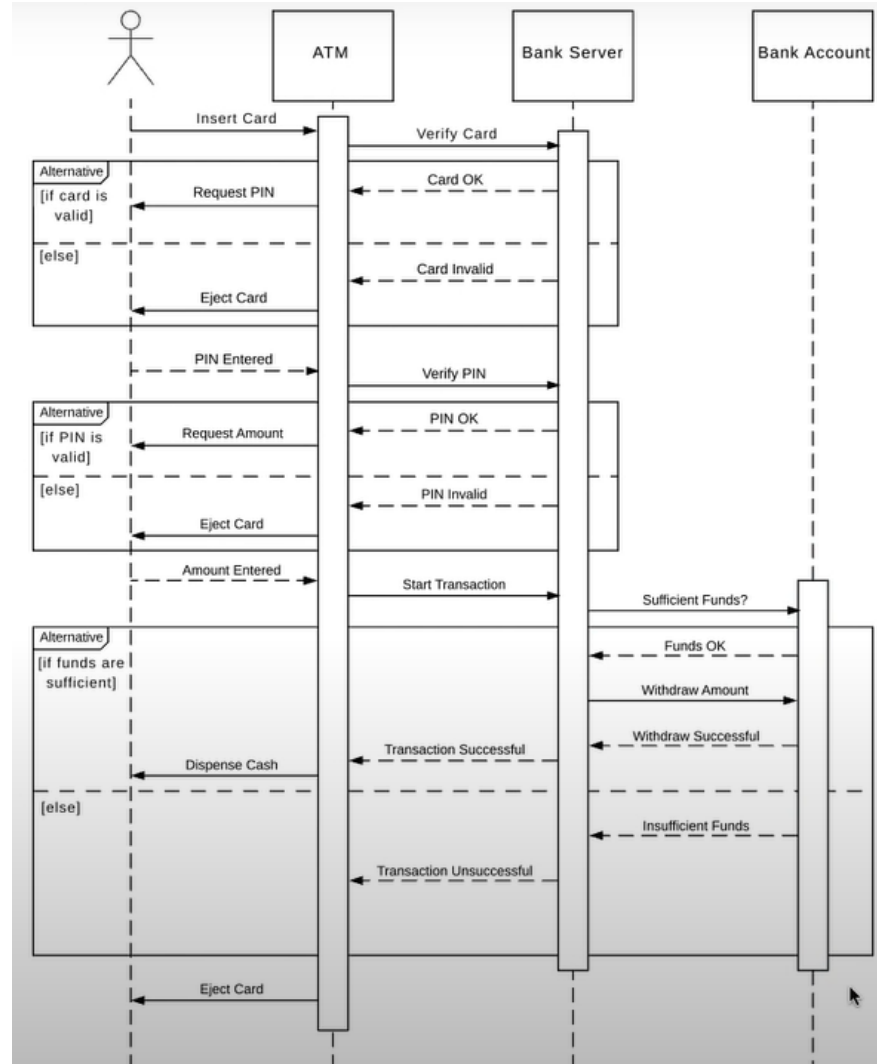 ATM
Bank Server
Bank Account
Insert Card
Verify Card
Alternative
[if card is
valid]
Card OK
Request PIN
[else]
Card Invalid
Eject Card
PIN Entered
Verify PIN
Alternative
[if PIN is
valid]
PIN OK
Request Amount
[else]
PIN Invalid
Eject Card
Amount Entered
Start Transaction
Sufficient Funds?
Alternative
[if funds are
sufficient]
Funds OK
Withdraw Amount
Withdraw Successful
Transaction Successful
Dispense Cash
[else]
Insufficient Funds
Transaction Unsuccessful
Eject Card